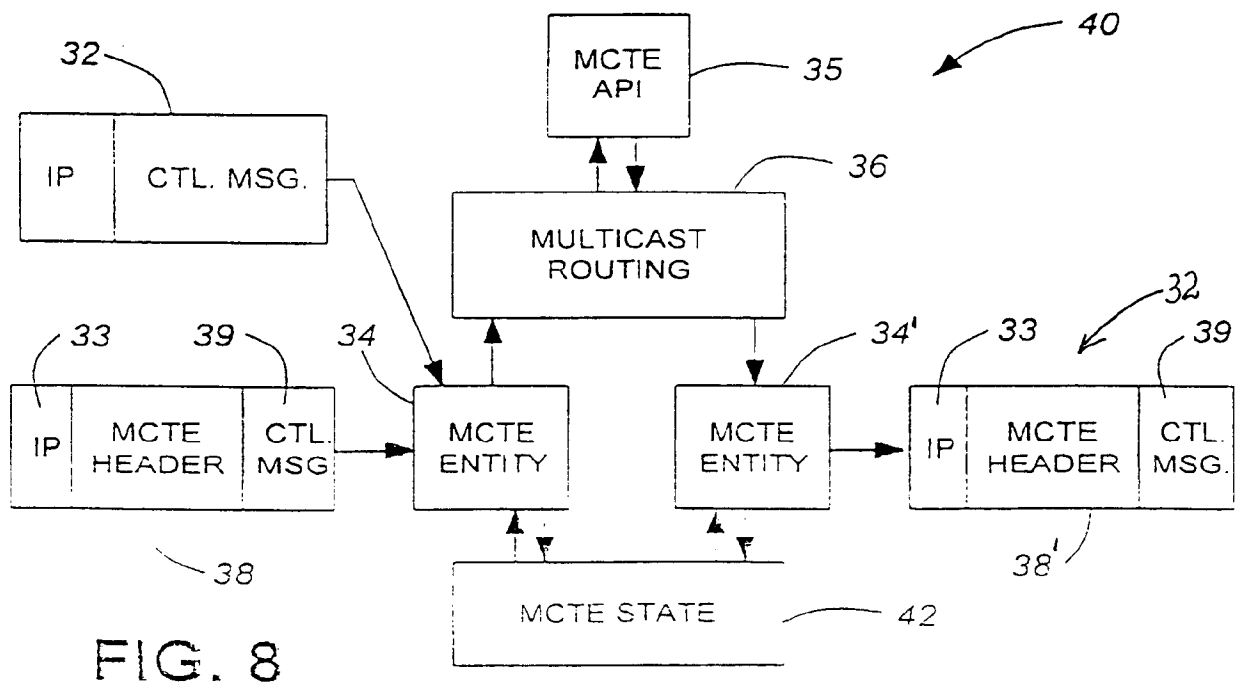 40
MCTE
API
35
32
IP
CTL. MSG.
36
MULTICAST
ROUTING
33
39
34
34'
33
32
39
IP
MCTE
HEADER
CTL.
MSG
MCTE
ENTITY
MCTE
ENTITY
IP
MCTE
HEADER
CTL.
MSG.
38
38'
MCTE STATE
42
FIG. 8